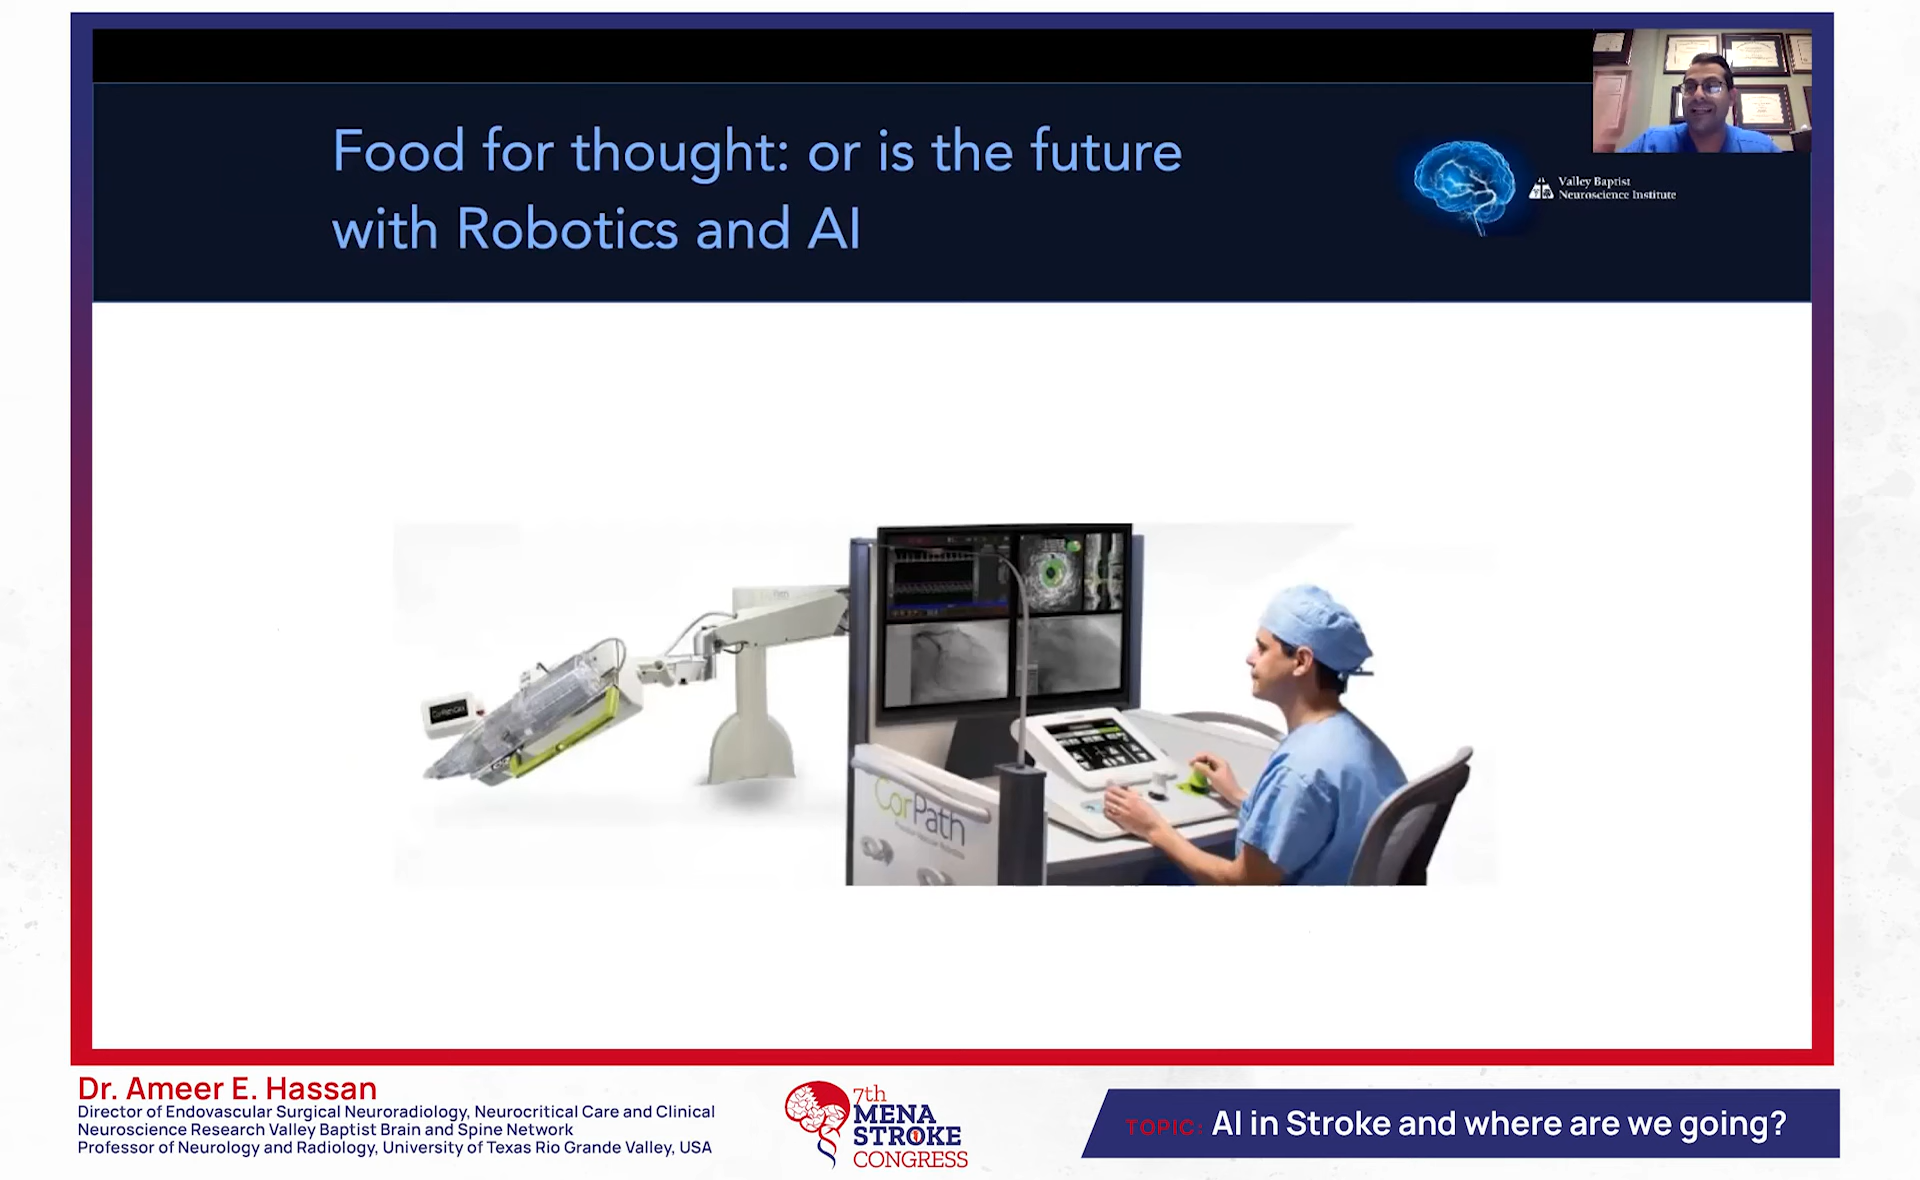 Food for thought: or is the future
with Robotics and AI
Valley Baptist
Neuroscience Institute
CorPath
Dr. Ameer E. Hassan
Director of Endovascular Surgical Neuroradiology, Neurocritical Care and Clinical
Neuroscience Research Valley Baptist Brain and Spine Network
Professor of Neurology and Radiology, University of Texas Rio Grande Valley, USA
7th
MENA
STROKE
CONGRESS
TOPIC: AI in Stroke and where are we going?